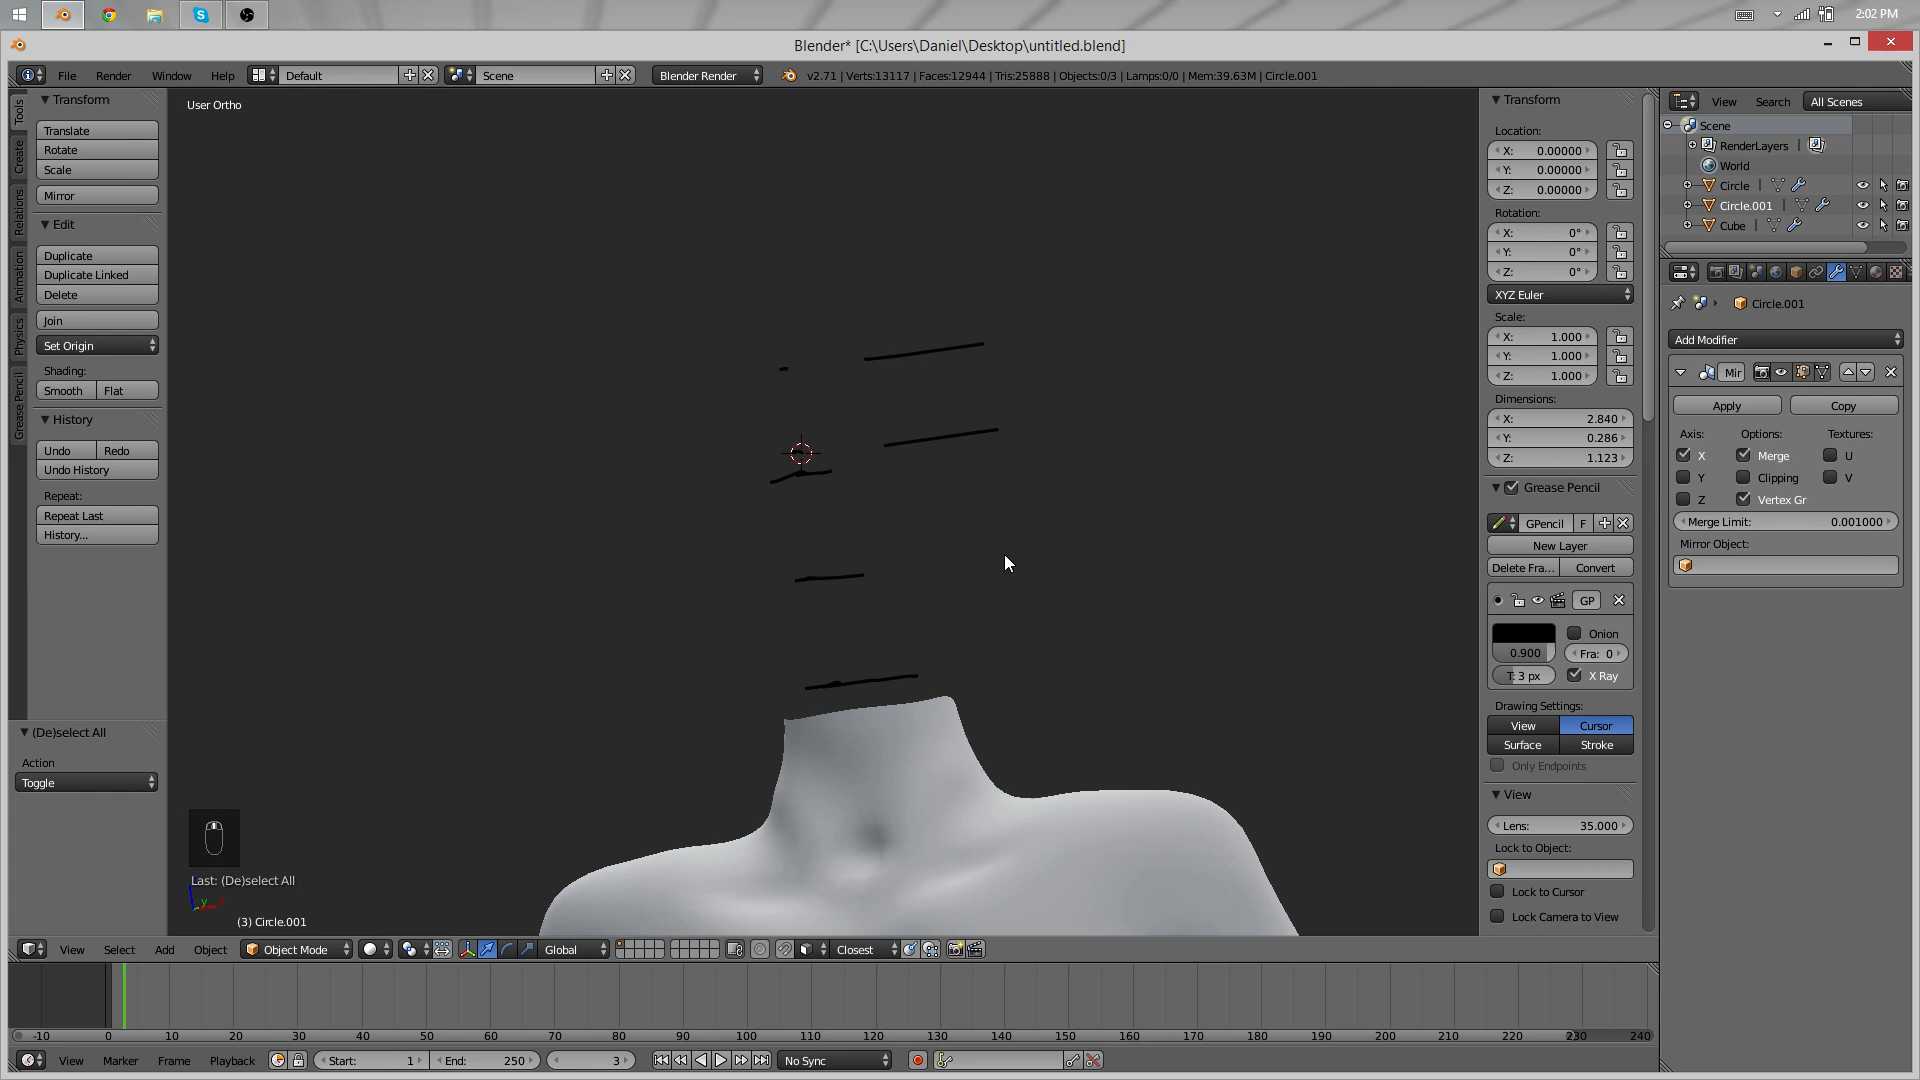 2:02 PM
Blender* [C:\Users\Daniel\Desktop\untitled.blend]
File Render Window Help Default Scene Blender Render v2.71 | Verts:13117 | Faces:12944 | Tris:25888 | Objects:0/3 | Lamps:0/0 | Mem:39.63M | Circle.001
Tools
Create
Relations
Animation
Physics
Grease Pencil
Transform
Translate
Rotate
Scale
Mirror
Edit
Duplicate
Duplicate Linked
Delete
Join
Set Origin
Shading:
Smooth Flat
History
Undo Redo
Undo History
Repeat:
Repeat Last
History...
(De)select All
Action
Toggle
User Ortho
Last: (De)select All
y
(3) Circle.001
Transform
Location:
X: 0.00000
Y: 0.00000
Z: 0.00000
Rotation:
X: 0°
Y: 0°
Z: 0°
XYZ Euler
Scale:
X: 1.000
Y: 1.000
Z: 1.000
Dimensions:
X: 2.840
Y: 0.286
Z: 1.123
Grease Pencil
GPencil F
New Layer
Delete Fra... Convert
GP
Onion
0.900 Fra: 0
T: 3 px X Ray
Drawing Settings:
View Cursor
Surface Stroke
Only Endpoints
View
Lens: 35.000
Lock to Object:
Lock to Cursor
Lock Camera to View
View Search All Scenes
Scene
RenderLayers |
World
Circle |
Circle.001 |
Cube |
Circle.001
Add Modifier
Mir
Apply Copy
Axis: Options: Textures:
X Merge U
Y Clipping V
Z Vertex Gr
Merge Limit: 0.001000
Mirror Object:
View Select Add Object Object Mode Global Closest
-10 0 10 20 30 40 50 60 70 80 90 100 110 120 130 140 150 160 170 180 190 200 210 220 230 240
View Marker Frame Playback Start: 1 End: 250 3 No Sync